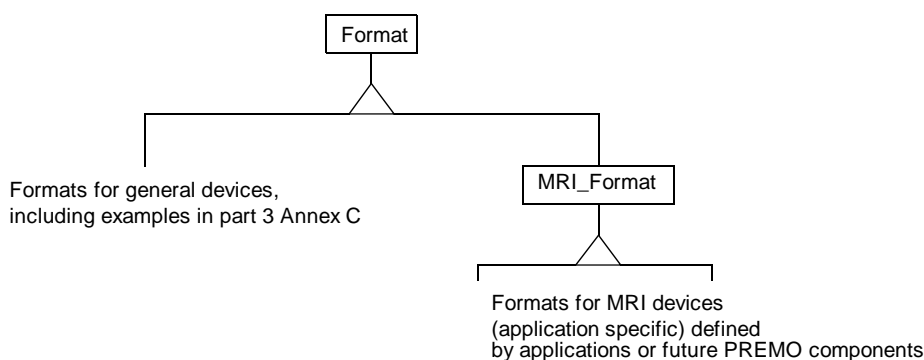 Format
MRI_Format
Formats for general devices,
including examples in part 3 Annex C
Formats for MRI devices
(application specific) defined
by applications or future PREMO components